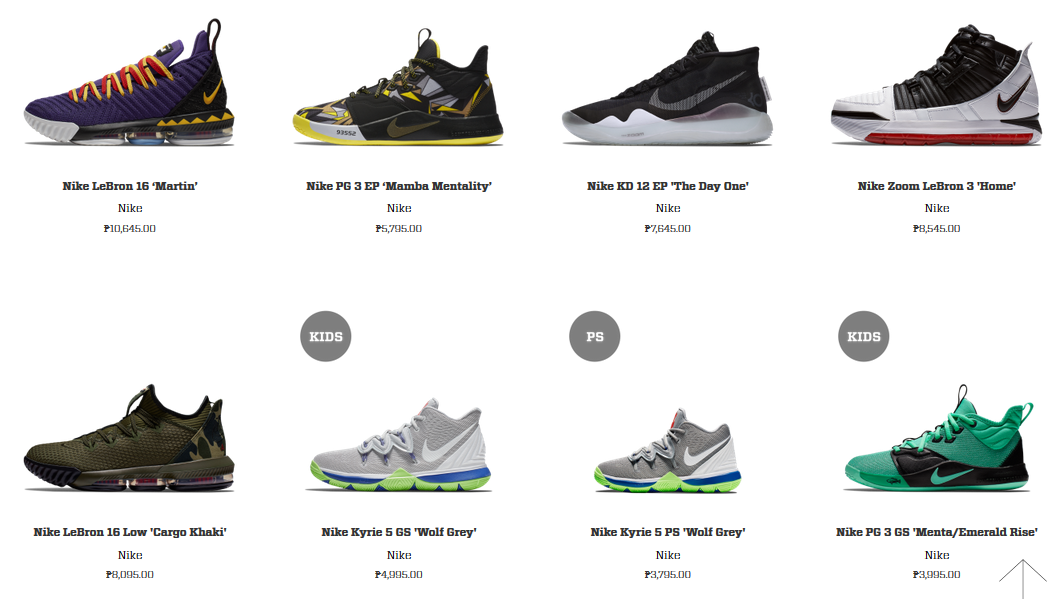 Nike LeBron 16 ‘Martin’
Nike
₱10,645.00
93552
Nike PG 3 EP ‘Mamba Mentality’
Nike
₱5,795.00
Nike KD 12 EP 'The Day One'
Nike
₱7,645.00
Nike Zoom LeBron 3 'Home'
Nike
₱8,545.00
Nike LeBron 16 Low 'Cargo Khaki'
Nike
₱8,095.00
KIDS
Nike Kyrie 5 GS 'Wolf Grey'
Nike
₱4,995.00
PS
Nike Kyrie 5 PS 'Wolf Grey'
Nike
₱3,795.00
KIDS
Nike PG 3 GS 'Menta/Emerald Rise'
Nike
₱3,995.00